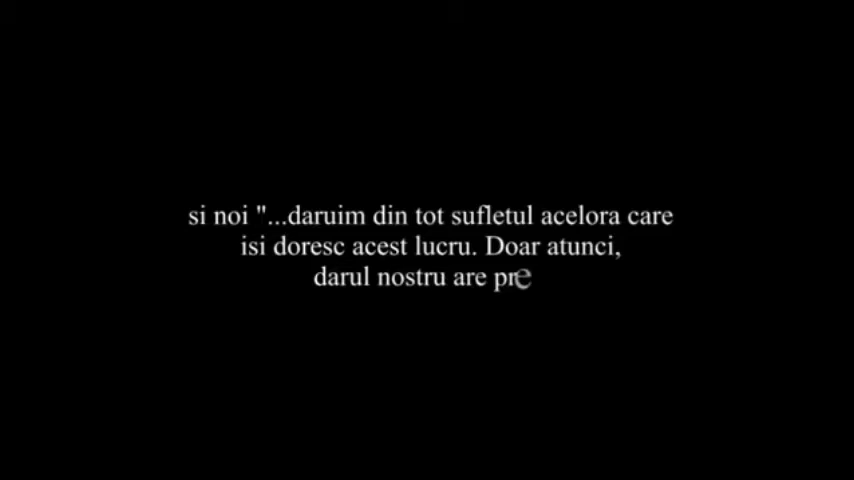 si noi "...daruim din tot sufletul acelora care
isi doresc acest lucru. Doar atunci,
darul nostru are pre